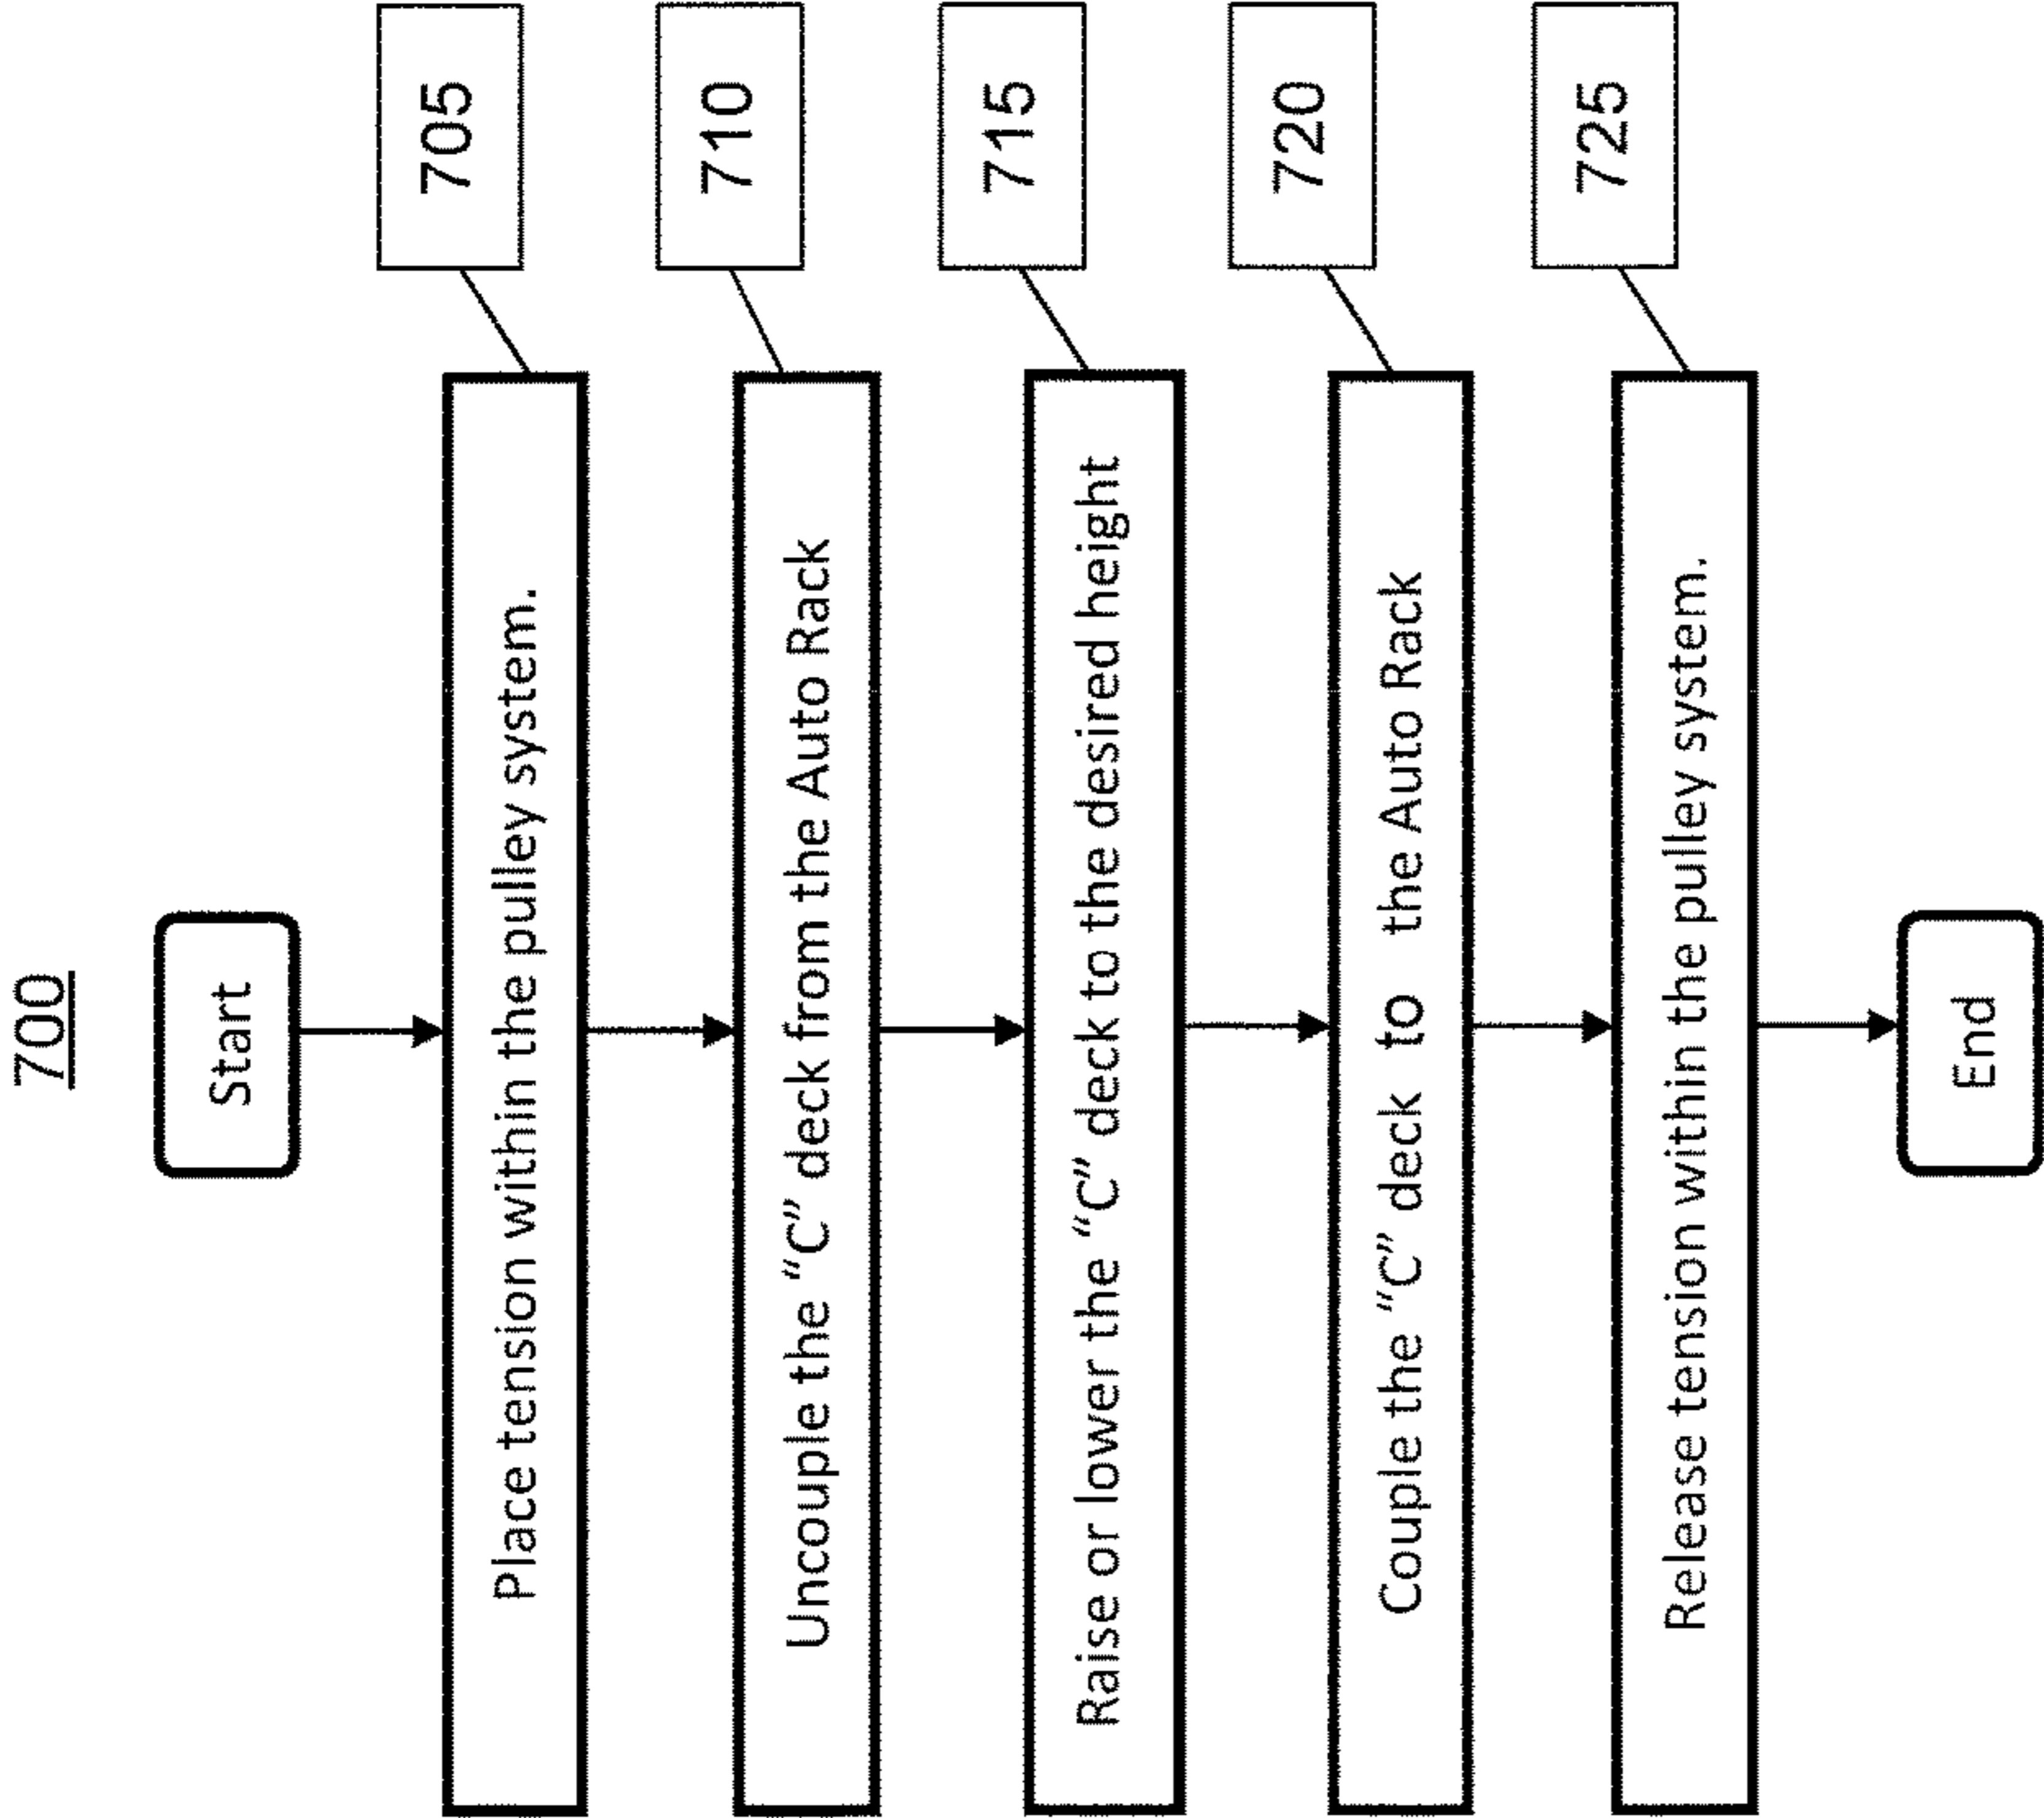 700
Start
Place tension within the pulley system.
705
Uncouple the “C” deck from the Auto Rack
710
Raise or lower the “C” deck to the desired height
715
Couple the “C” deck to the Auto Rack
720
Release tension within the pulley system.
725
End